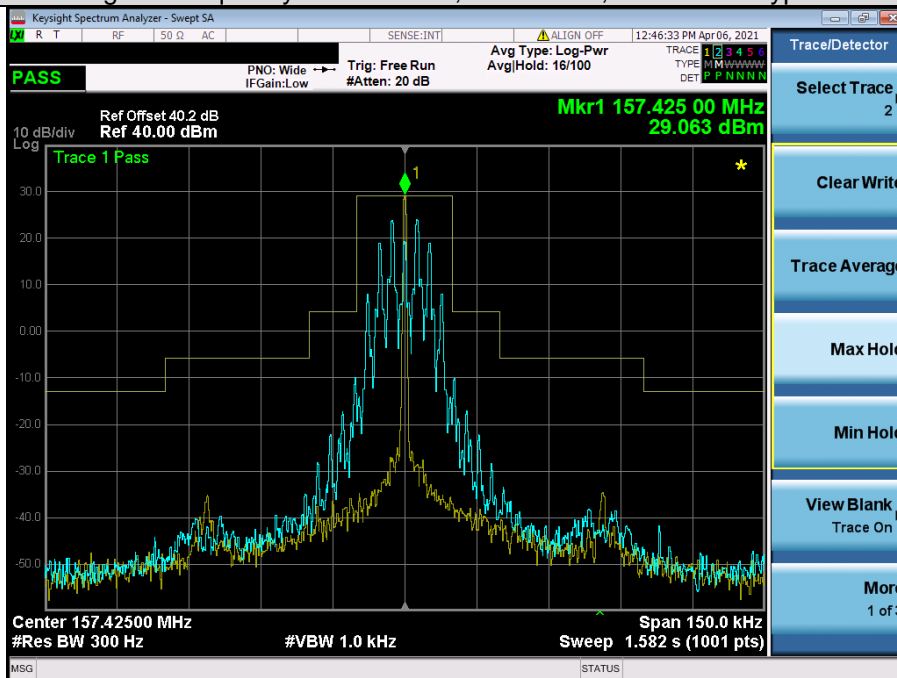 Keysight Spectrum Analyzer - Swept SA
LXI R T RF 50 Ω AC SENSE:INT ALIGN OFF 12:46:33 PM Apr 06, 2021
PASS
PNO: Wide
IFGain:Low
Trig: Free Run
#Atten: 20 dB
Avg Type: Log-Pwr
Avg|Hold: 16/100
TRACE 1 2 3 4 5 6
TYPE M M W W W W
DET P P N N N N
Mkr1 157.425 00 MHz
29.063 dBm
Ref Offset 40.2 dB
10 dB/div Ref 40.00 dBm
Log
Trace 1 Pass
1
30.0
20.0
10.0
0.00
-10.0
-20.0
-30.0
-40.0
-50.0
Center 157.42500 MHz Span 150.0 kHz
#Res BW 300 Hz #VBW 1.0 kHz Sweep 1.582 s (1001 pts)
MSG STATUS
Trace/Detector
Select Trace
2
Clear Write
Trace Average
Max Hold
Min Hold
View Blank
Trace On
More
1 of 3